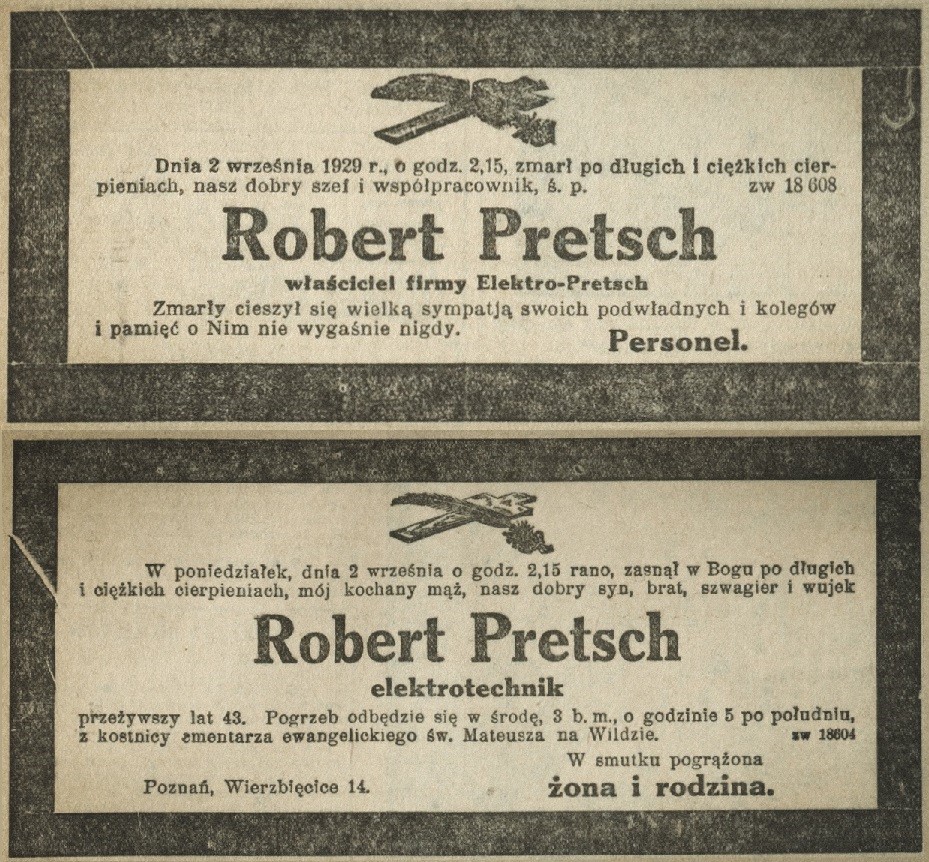 Dnia 2 września 1929 r., o godz. 2,15, zmarł po długich i ciężkich cier-
pieniach, nasz dobry szef i współpracownik, ś. p. zw 18 608
Robert Pretsch
właściciel firmy Elektro-Pretsch
Zmarły cieszył się wielką sympatją swoich podwładnych i kolegów
i pamięć o Nim nie wygaśnie nigdy.
Personel.
W poniedziałek, dnia 2 września o godz. 2,15 rano, zasnął w Bogu po długich
i ciężkich cierpieniach, mój kochany mąż, nasz dobry syn, brat, szwagier i wujek
Robert Pretsch
elektrotechnik
przeżywszy lat 43. Pogrzeb odbędzie się w środę, 3 b. m., o godzinie 5 po południu,
z kostnicy cmentarza ewangelickiego św. Mateusza na Wildzie. zw 18604
W smutku pogrążona
Poznań, Wierzbięcice 14. żona i rodzina.